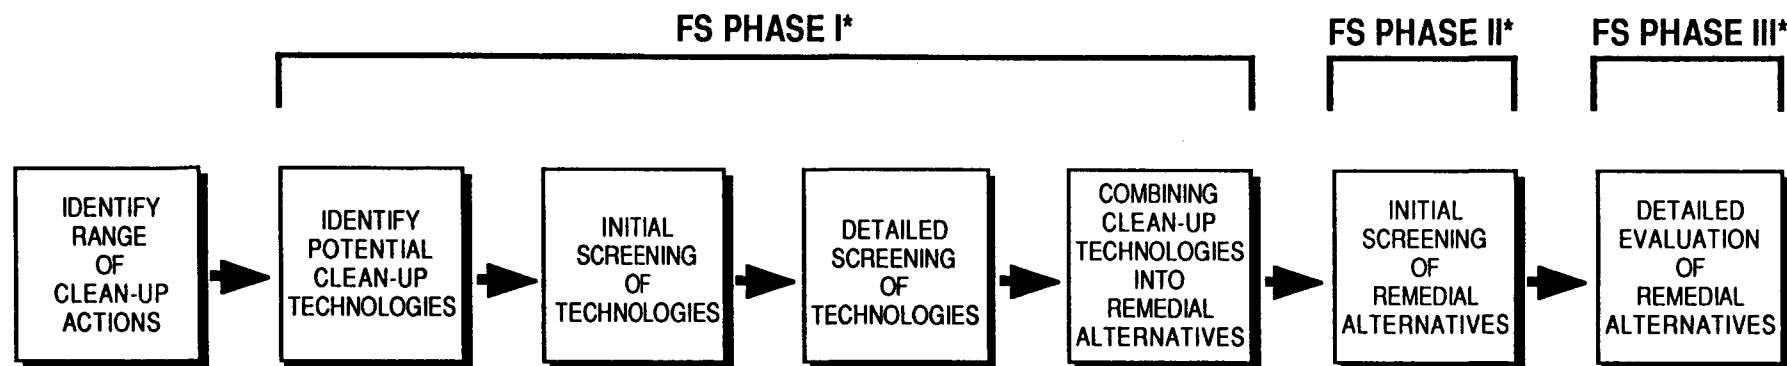 FS PHASE I*
FS PHASE II*
FS PHASE III*
IDENTIFY
RANGE
OF
CLEAN-UP
ACTIONS
IDENTIFY
POTENTIAL
CLEAN-UP
TECHNOLOGIES
INITIAL
SCREENING
OF
TECHNOLOGIES
DETAILED
SCREENING
OF
TECHNOLOGIES
COMBINING
CLEAN-UP
TECHNOLOGIES
INTO
REMEDIAL
ALTERNATIVES
INITIAL
SCREENING
OF
REMEDIAL
ALTERNATIVES
DETAILED
EVALUATION
OF
REMEDIAL
ALTERNATIVES